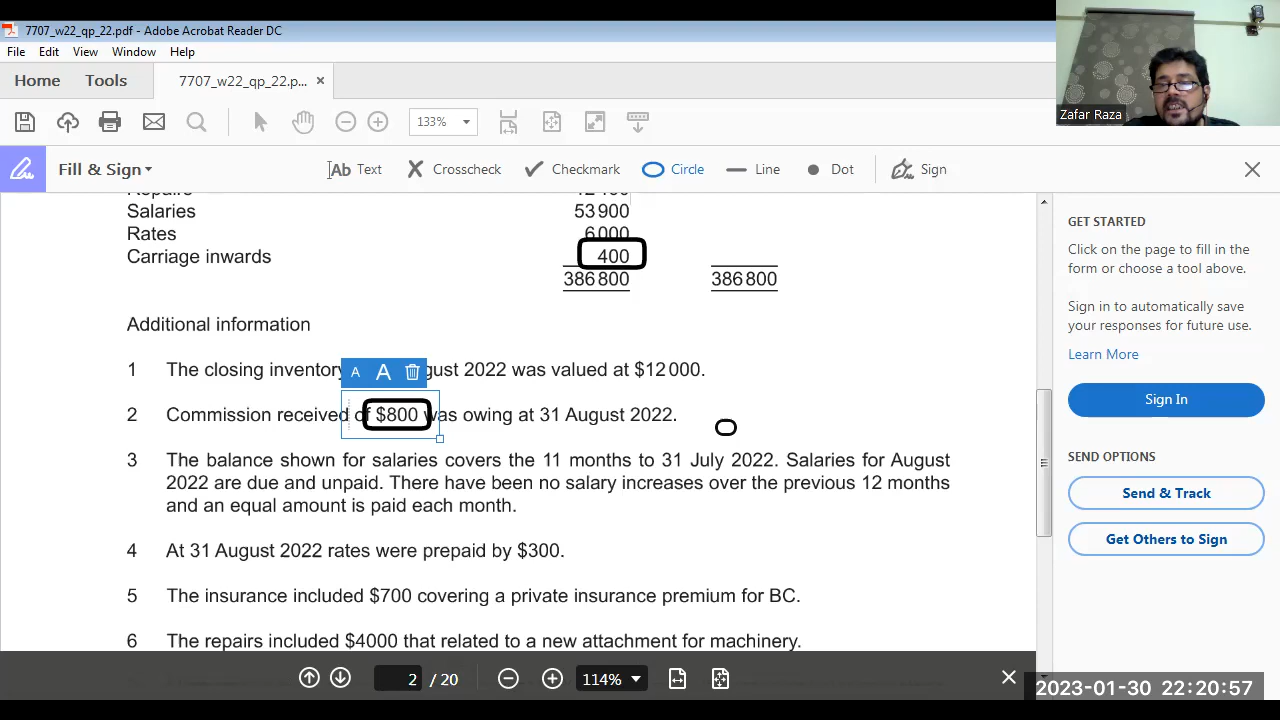 7707_w22_qp_22.pdf - Adobe Acrobat Reader DC
File Edit View Window Help
Home Tools 7707_w22_qp_22.p... ×
133%
Zafar Raza
Fill & Sign Ab Text Crosscheck Checkmark Circle Line Dot Sign
Repairs
Salaries 53 900
Rates 6 000
Carriage inwards 400
386 800 386 800
Additional information
1 The closing inventory gust 2022 was valued at $12 000.
A A
2 Commission received of $800 was owing at 31 August 2022.
3 The balance shown for salaries covers the 11 months to 31 July 2022. Salaries for August
2022 are due and unpaid. There have been no salary increases over the previous 12 months
and an equal amount is paid each month.
4 At 31 August 2022 rates were prepaid by $300.
5 The insurance included $700 covering a private insurance premium for BC.
6 The repairs included $4000 that related to a new attachment for machinery.
GET STARTED
Click on the page to fill in the
form or choose a tool above.
Sign in to automatically save
your responses for future use.
Learn More
Sign In
SEND OPTIONS
Send & Track
Get Others to Sign
2 / 20 114%
2023-01-30 22:20:57